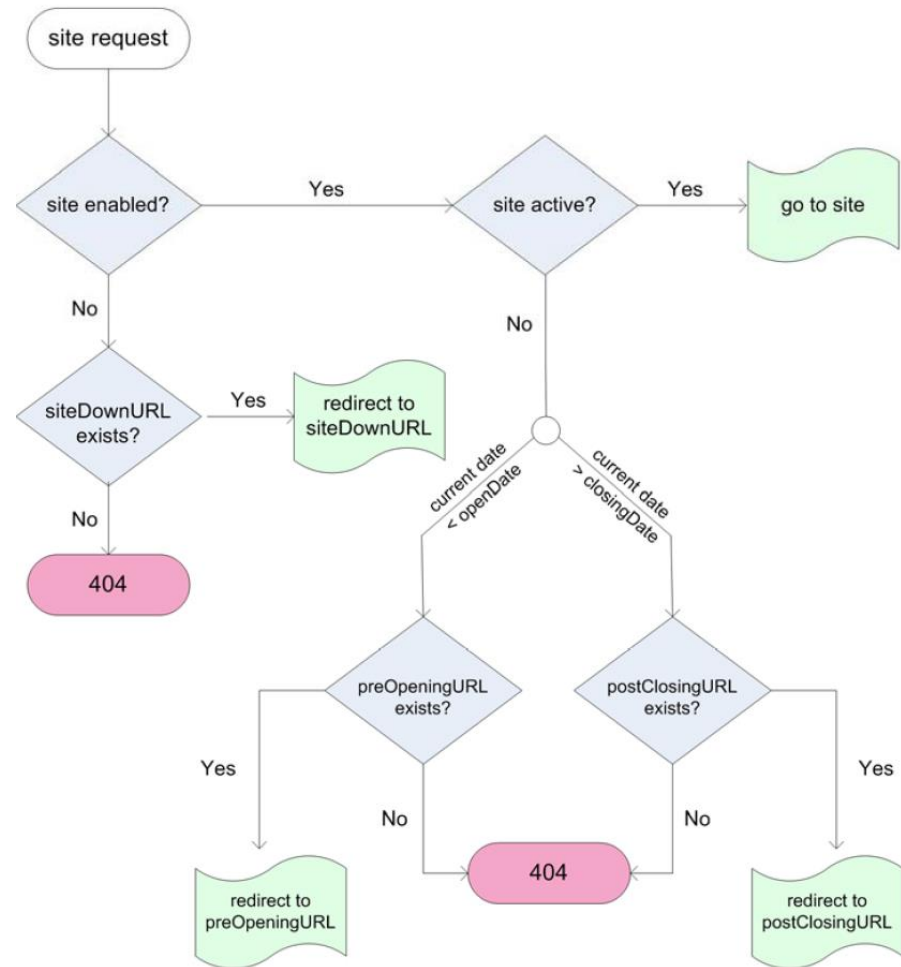 site request
site enabled?
Yes
site active?
Yes
go to site
No
No
siteDownURL
exists?
Yes
redirect to
siteDownURL
current date
< openDate
current date
> closingDate
No
404
preOpeningURL
exists?
postClosingURL
exists?
Yes
No
No
Yes
404
redirect to
preOpeningURL
redirect to
postClosingURL